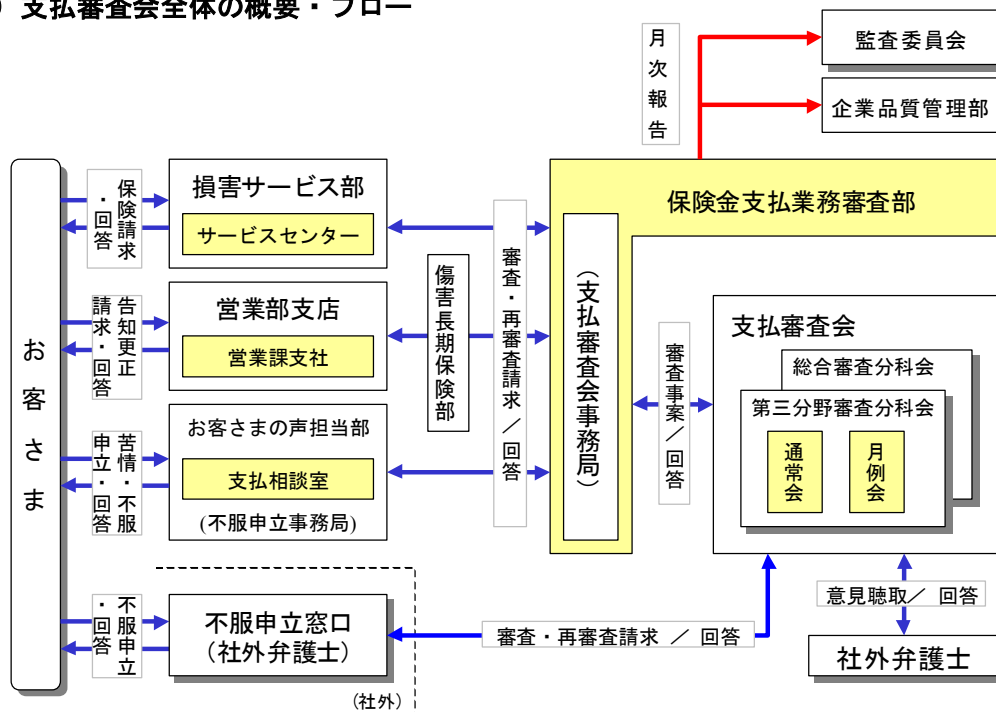 ）支払審査会全体の概要・フロー
月次報告
監査委員会
企業品質管理部
お客さま
保険請求
・回答
損害サービス部
サービスセンター
告知更正
請求・回答
営業部支店
営業課支社
苦情・不服
申立・回答
お客さまの声担当部
支払相談室
(不服申立事務局)
不服申立
・回答
不服申立窓口
（社外弁護士）
(社外)
傷害長期保険部
審査・再審査請求／回答
保険金支払業務審査部
（支払審査会事務局）
審査事案／回答
支払審査会
総合審査分科会
第三分野審査分科会
通常会
月例会
審査・再審査請求 ／ 回答
意見聴取／ 回答
社外弁護士